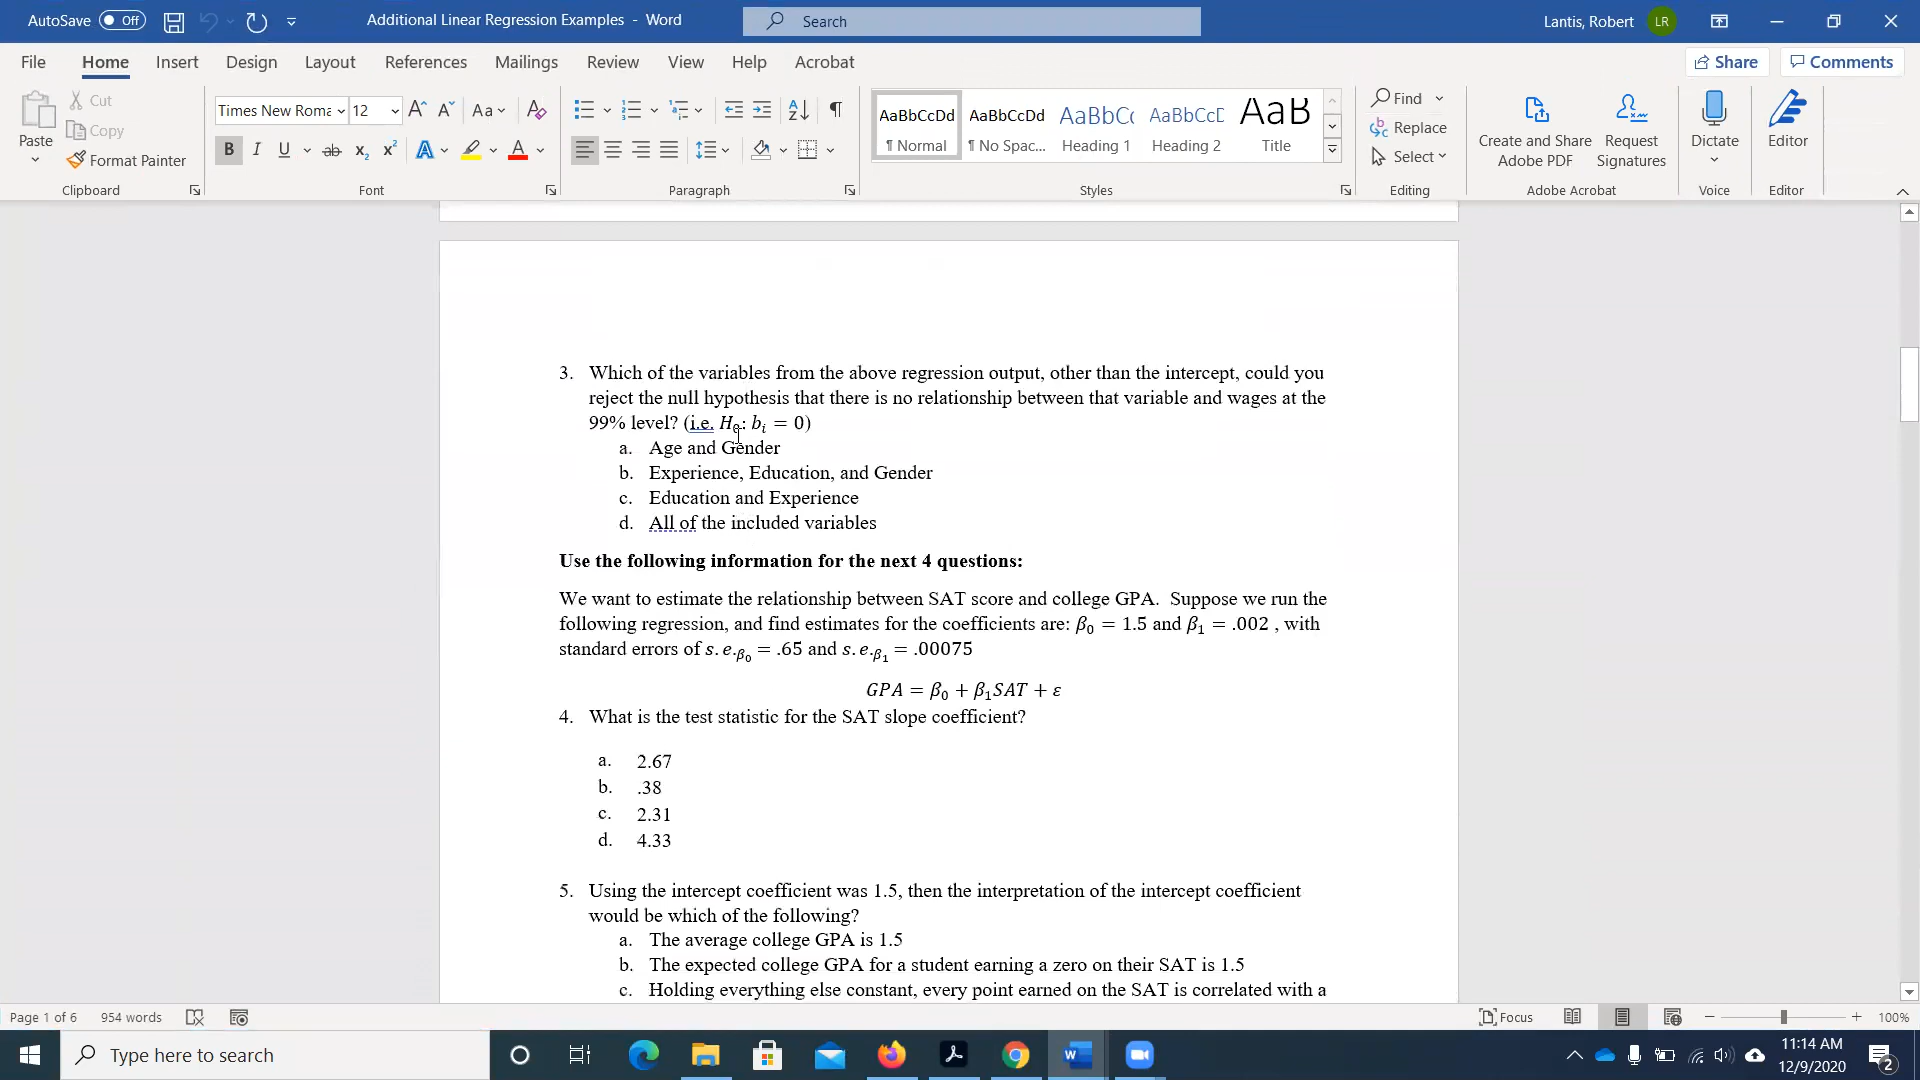 AutoSave Off Additional Linear Regression Examples - Word Search Lantis, Robert LR
File Home Insert Design Layout References Mailings Review View Help Acrobat Share Comments
Paste Cut Copy Format Painter Clipboard
Times New Roma 12 Aa B I U ab x₂ x² A A Font
Paragraph
AaBbCcDd ¶ Normal AaBbCcDd ¶ No Spac... AaBbCc Heading 1 AaBbCcD Heading 2 AaB Title Styles
Find Replace Select Editing
Create and Share Adobe PDF Request Signatures Adobe Acrobat
Dictate Voice Editor Editor
3. Which of the variables from the above regression output, other than the intercept, could you
reject the null hypothesis that there is no relationship between that variable and wages at the
99% level? (i.e. H₀: bᵢ = 0)
a. Age and Gender
b. Experience, Education, and Gender
c. Education and Experience
d. All of the included variables
Use the following information for the next 4 questions:
We want to estimate the relationship between SAT score and college GPA. Suppose we run the
following regression, and find estimates for the coefficients are: β₀ = 1.5 and β₁ = .002 , with
standard errors of s.e.β₀ = .65 and s.e.β₁ = .00075
GPA = β₀ + β₁SAT + ε
4. What is the test statistic for the SAT slope coefficient?
a. 2.67
b. .38
c. 2.31
d. 4.33
5. Using the intercept coefficient was 1.5, then the interpretation of the intercept coefficient
would be which of the following?
a. The average college GPA is 1.5
b. The expected college GPA for a student earning a zero on their SAT is 1.5
c. Holding everything else constant, every point earned on the SAT is correlated with a
Page 1 of 6 954 words Focus 100%
Type here to search
11:14 AM
12/9/2020
2